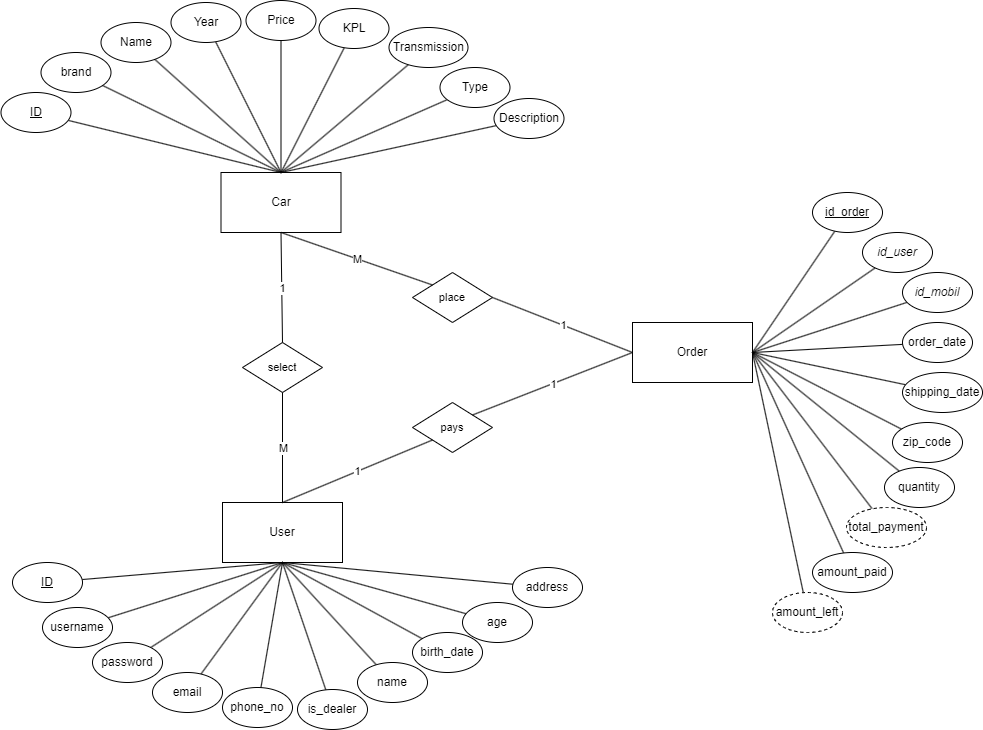 Price
Year
KPL
Name
Transmission
brand
Type
ID
Description
Car
id_order
id_user
M
1
id_mobil
place
1
order_date
Order
select
1
shipping_date
pays
zip_code
M
1
quantity
total_payment
User
amount_paid
ID
address
amount_left
username
age
password
birth_date
email
name
phone_no
is_dealer